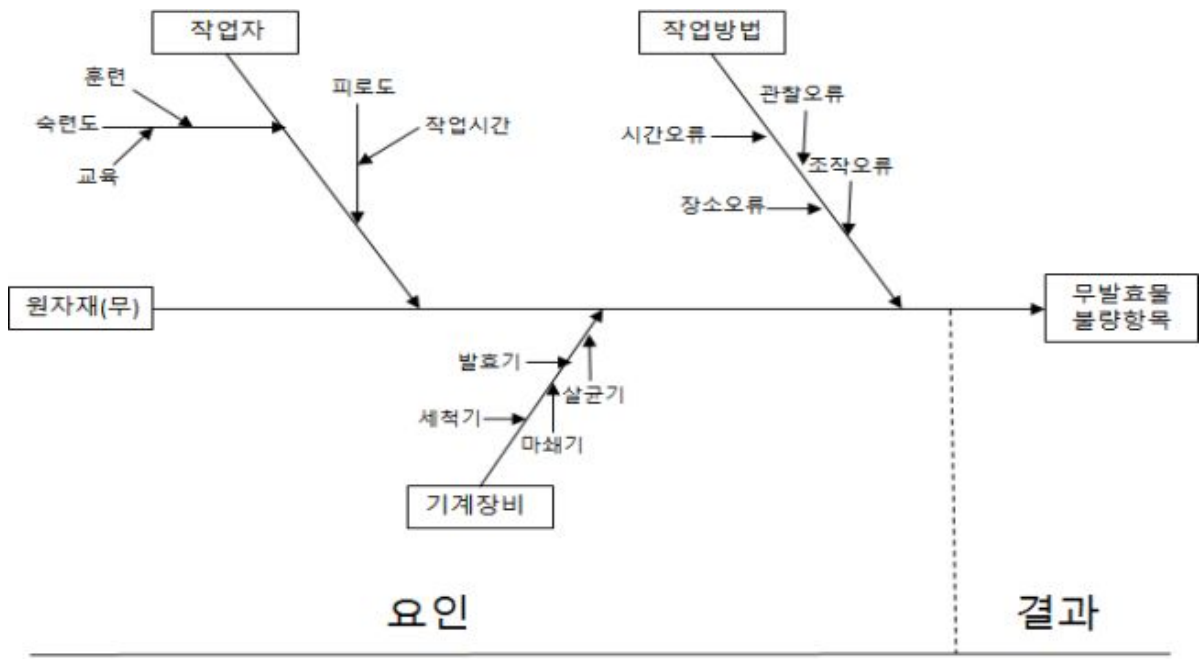 작업자
작업방법
훈련
피로도
관찰오류
숙련도
작업시간
시간오류
교육
조작오류
장소오류
원자재(무)
무발효물
불량항목
발효기
살균기
세척기
마쇄기
기계장비
요인
결과